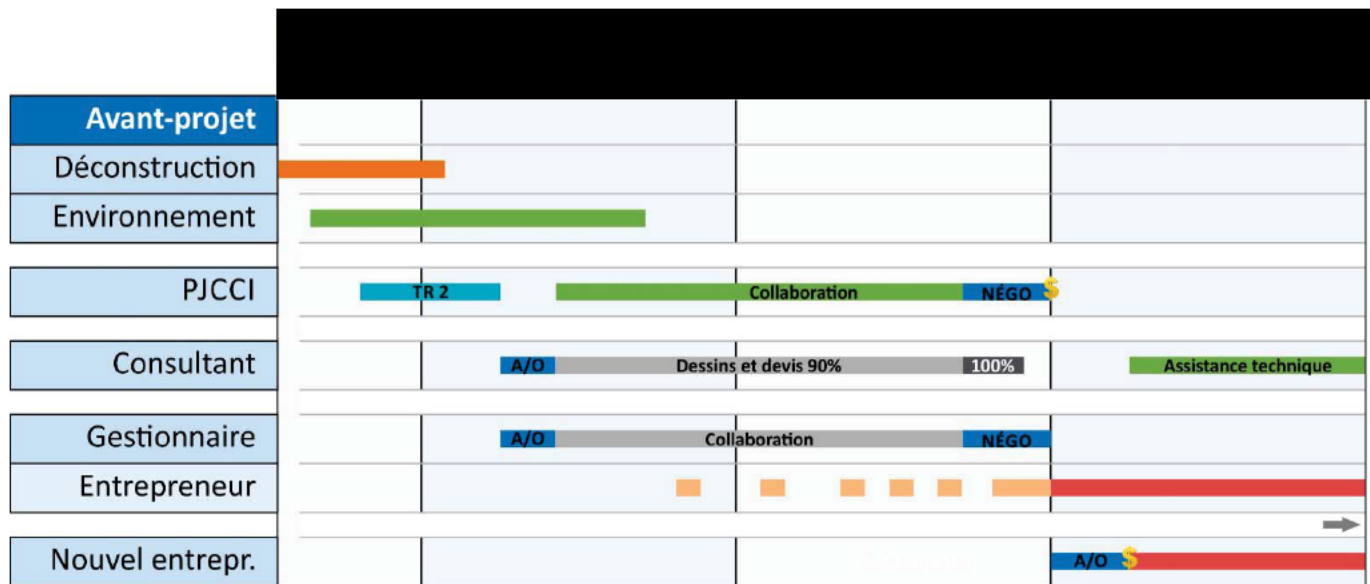 Avant-projet
Déconstruction
Environnement
PJCCI
TR 2
Collaboration
NÉGO
$
Consultant
A/O
Dessins et devis 90%
100%
Assistance technique
Gestionnaire
A/O
Collaboration
NÉGO
Entrepreneur
Nouvel entrepr.
A/O
$